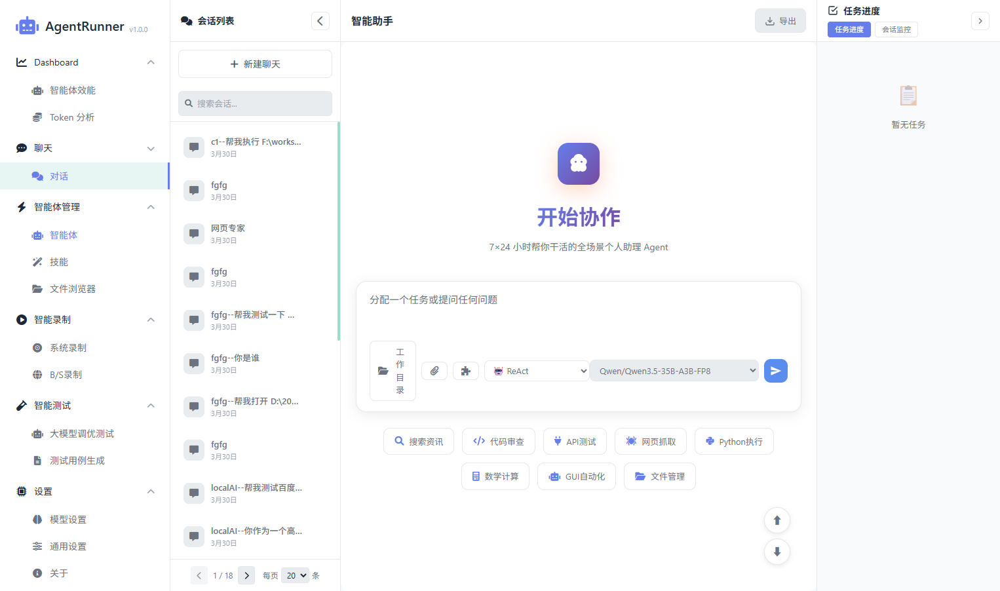 AgentRunner v1.0.0
Dashboard
智能体效能
Token 分析
聊天
对话
智能体管理
智能体
技能
文件浏览器
智能录制
系统录制
B/S录制
智能测试
大模型调优测试
测试用例生成
设置
模型设置
通用设置
关于
会话列表
新建聊天
搜索会话...
c1--帮我执行 F:\works...
3月30日
fgfg
3月30日
网页专家
3月30日
fgfg
3月30日
fgfg--帮我测试一下 ...
3月30日
fgfg--你是谁
3月30日
fgfg--帮我打开 D:\20...
3月30日
fgfg
3月30日
localAI--帮我测试百度...
3月30日
localAI--你作为一个高...
3月30日
1 / 18 每页 20 条
智能助手
导出
开始协作
7×24 小时帮你干活的全场景个人助理 Agent
分配一个任务或提问任何问题
工
作
目
录
ReAct
Qwen/Qwen3.5-35B-A3B-FP8
搜索资讯
代码审查
API测试
网页抓取
Python执行
数学计算
GUI自动化
文件管理
任务进度
任务进度
会话监控
暂无任务